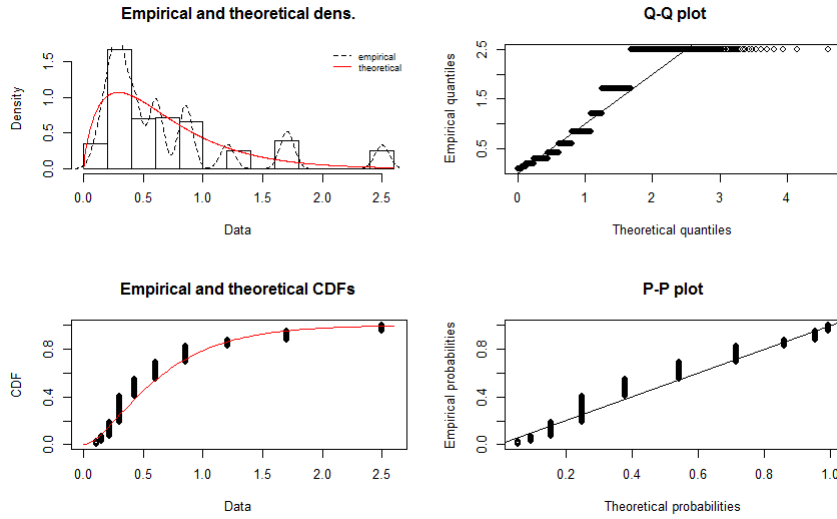 Empirical and theoretical dens.
Density
0.0 0.5 1.0 1.5
empirical
theoretical
0.0 0.5 1.0 1.5 2.0 2.5
Data
Q-Q plot
Empirical quantiles
0.5 1.5 2.5
0 1 2 3 4
Theoretical quantiles
Empirical and theoretical CDFs
CDF
0.0 0.4 0.8
0.0 0.5 1.0 1.5 2.0 2.5
Data
P-P plot
Empirical probabilities
0.0 0.4 0.8
0.2 0.4 0.6 0.8 1.0
Theoretical probabilities